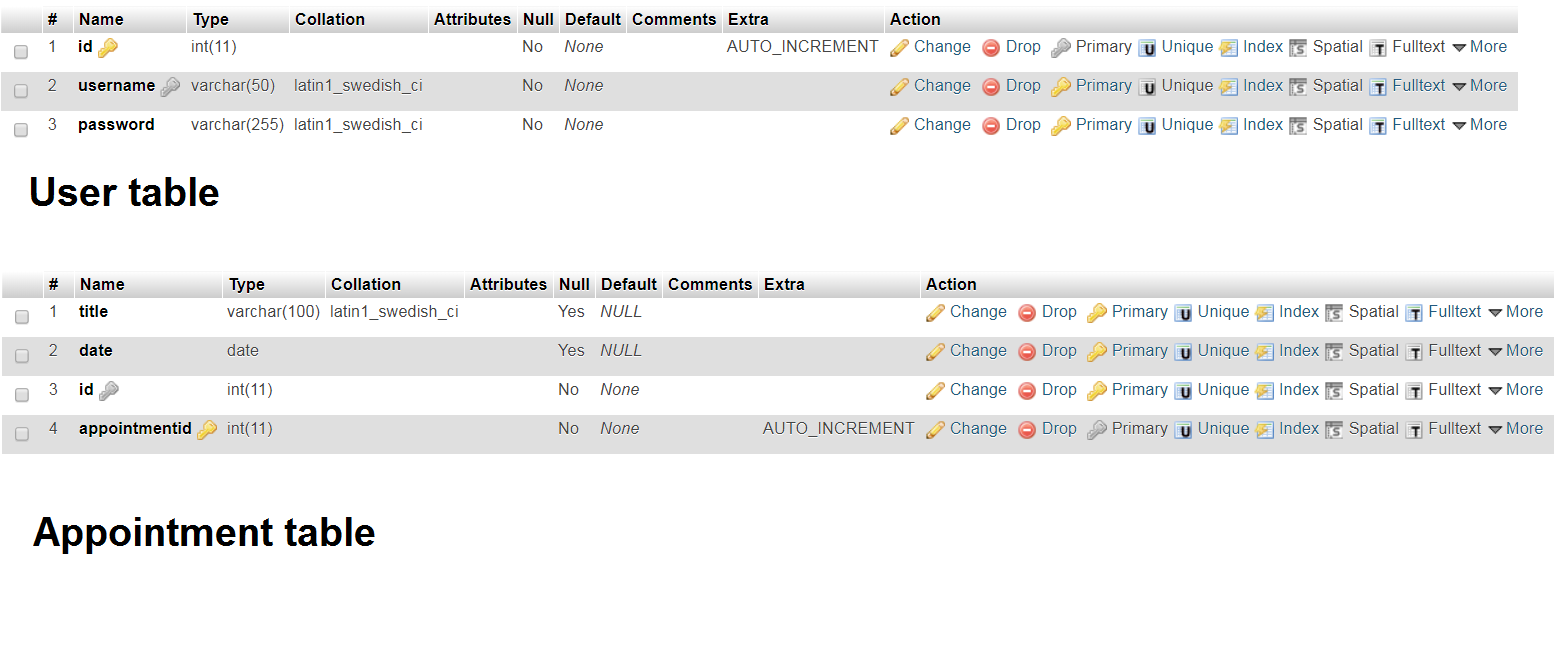 # Name Type Collation Attributes Null Default Comments Extra Action
1 id int(11) No None AUTO_INCREMENT Change Drop Primary Unique Index Spatial Fulltext More
2 username varchar(50) latin1_swedish_ci No None Change Drop Primary Unique Index Spatial Fulltext More
3 password varchar(255) latin1_swedish_ci No None Change Drop Primary Unique Index Spatial Fulltext More
User table
# Name Type Collation Attributes Null Default Comments Extra Action
1 title varchar(100) latin1_swedish_ci Yes NULL Change Drop Primary Unique Index Spatial Fulltext More
2 date date Yes NULL Change Drop Primary Unique Index Spatial Fulltext More
3 id int(11) No None Change Drop Primary Unique Index Spatial Fulltext More
4 appointmentid int(11) No None AUTO_INCREMENT Change Drop Primary Unique Index Spatial Fulltext More
Appointment table